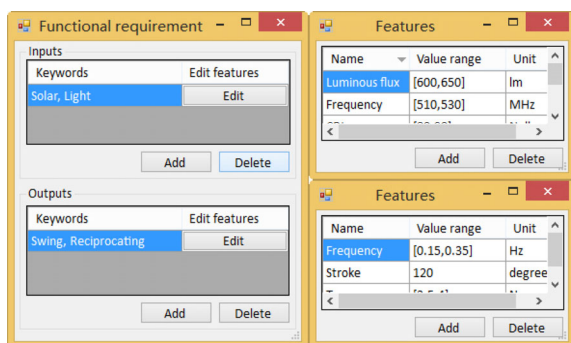 Functional requirement
Inputs
Keywords Edit features
Solar, Light Edit
Add Delete
Outputs
Keywords Edit features
Swing, Reciprocating Edit
Add Delete
Features
Name Value range Unit
Luminous flux [600,650] lm
Frequency [510,530] MHz
Add Delete
Features
Name Value range Unit
Frequency [0.15,0.35] Hz
Stroke 120 degree
Add Delete